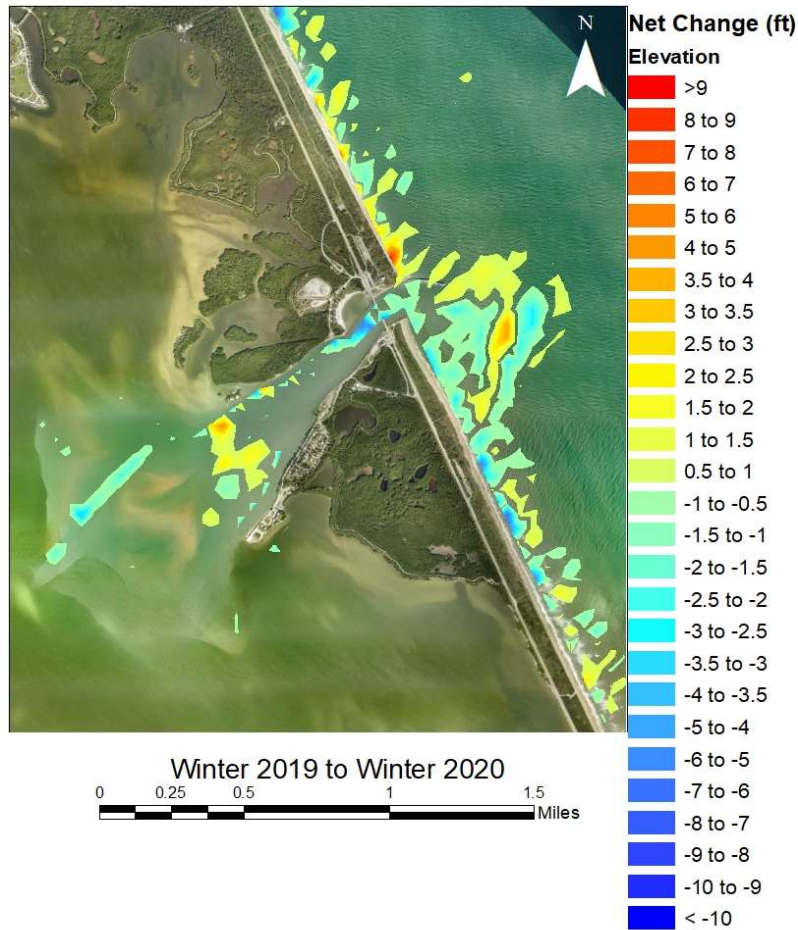 N
Net Change (ft)
Elevation
>9
8 to 9
7 to 8
6 to 7
5 to 6
4 to 5
3.5 to 4
3 to 3.5
2.5 to 3
2 to 2.5
1.5 to 2
1 to 1.5
0.5 to 1
-1 to -0.5
-1.5 to -1
-2 to -1.5
-2.5 to -2
-3 to -2.5
-3.5 to -3
-4 to -3.5
-5 to -4
-6 to -5
-7 to -6
-8 to -7
-9 to -8
-10 to -9
< -10
Winter 2019 to Winter 2020
0 0.25 0.5 1 1.5
Miles